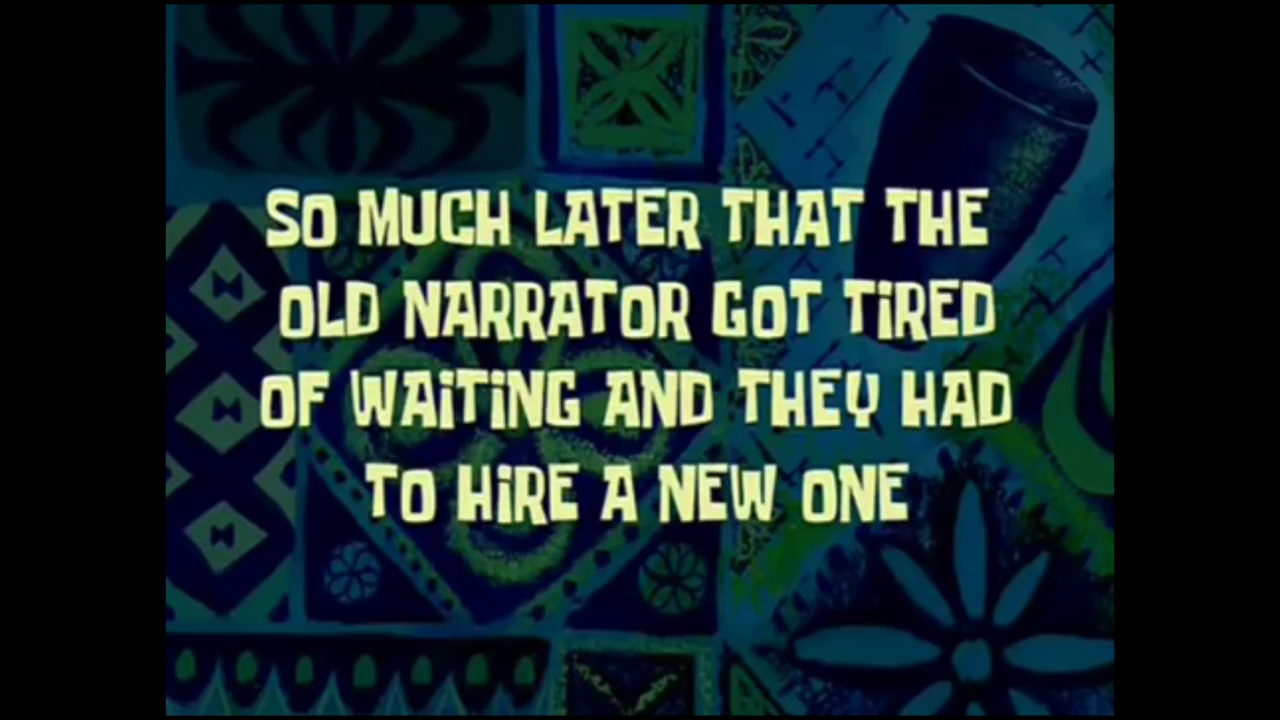 SO MUCH LATER THAT THE
OLD NARRATOR GOT TIRED
OF WAITING AND THEY HAD
TO HIRE A NEW ONE